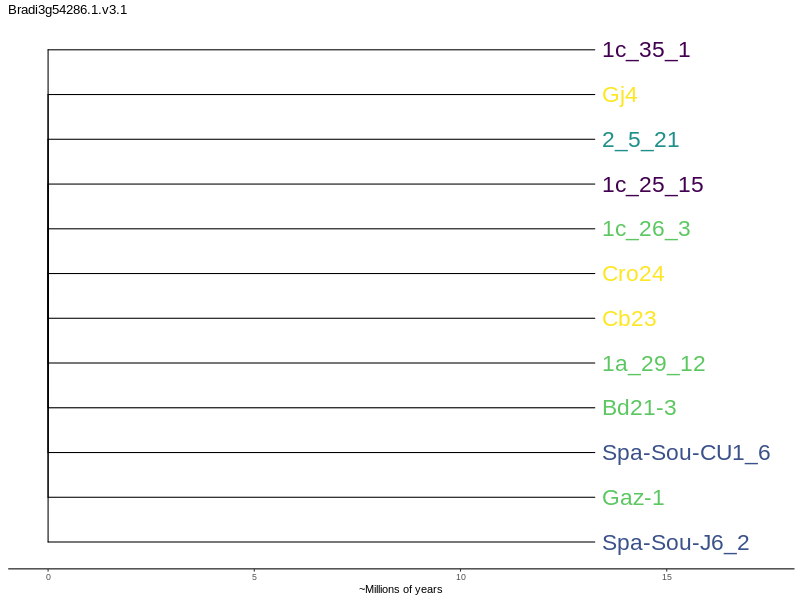 Bradi3g54286.1.v3.1
1c_35_1
Gj4
2_5_21
1c_25_15
1c_26_3
Cro24
Cb23
1a_29_12
Bd21-3
Spa-Sou-CU1_6
Gaz-1
Spa-Sou-J6_2
0 5 10 15
~Millions of years